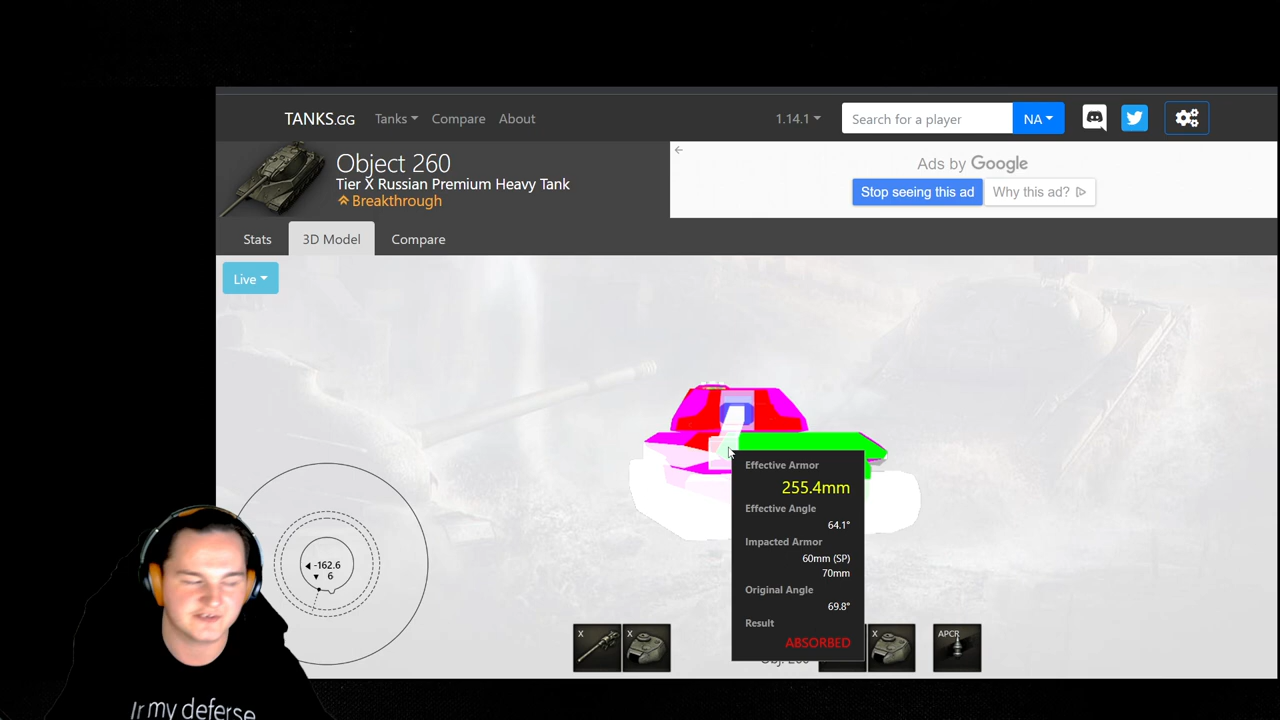 TANKS.GG Tanks Compare About 1.14.1 Search for a player NA
Object 260
Tier X Russian Premium Heavy Tank
Breakthrough
Ads by Google
Stop seeing this ad Why this ad?
Stats 3D Model Compare
Live
Effective Armor
255.4mm
Effective Angle
64.1°
Impacted Armor
60mm (SP)
70mm
Original Angle
69.8°
Result
ABSORBED
-162.6
6
X X X APCR
my defense